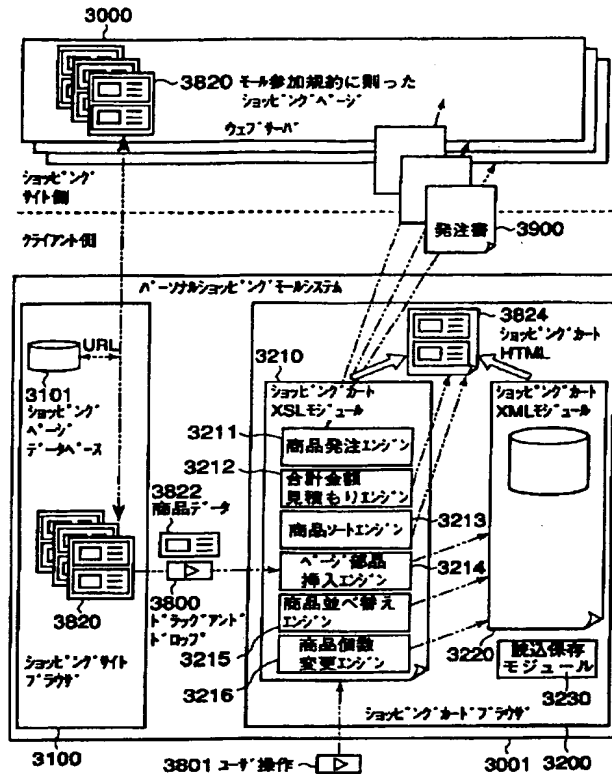 3000
3820 モール参加規約に則った
ショッピングページ
ウェブサーバ
ショッピング
サイト側
クライアント側
発注書
3900
パーソナルショッピングモールシステム
3824
ショッピングカート
HTML
URL
3101
ショッピング
ページ
データベース
3210
ショッピングカート
XSLモジュール
ショッピングカート
XMLモジュール
3211
商品発注エンジン
3212
合計金額
見積もりエンジン
3822
商品データ
商品ソートエンジン
3213
ページ部品
挿入エンジン
3214
3820
3800
ドラッグアンド
ドロップ
商品並べ替え
エンジン
3215
商品個数
変更エンジン
3216
3220
読込保存
モジュール
3230
ショッピングサイト
ブラウザ
ショッピングカードブラウザ
3100
3801 ユーザ操作
3001
3200